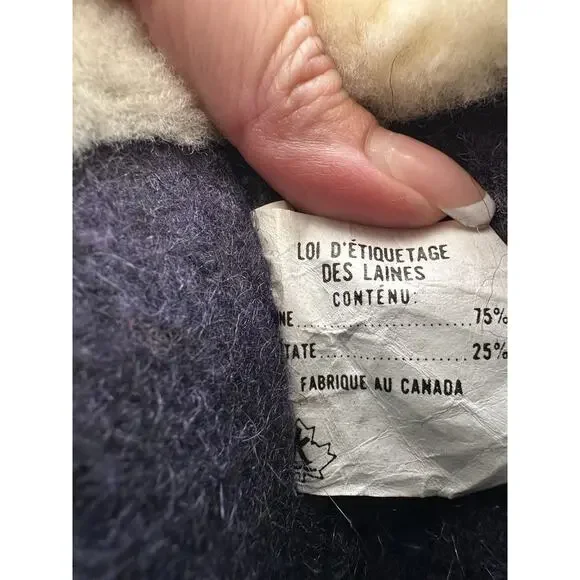 LOI D'ÉTIQUETAGE
DES LAINES
CONTÉNU:
NE..............................75%
TATE..........................25%
FABRIQUE AU CANADA